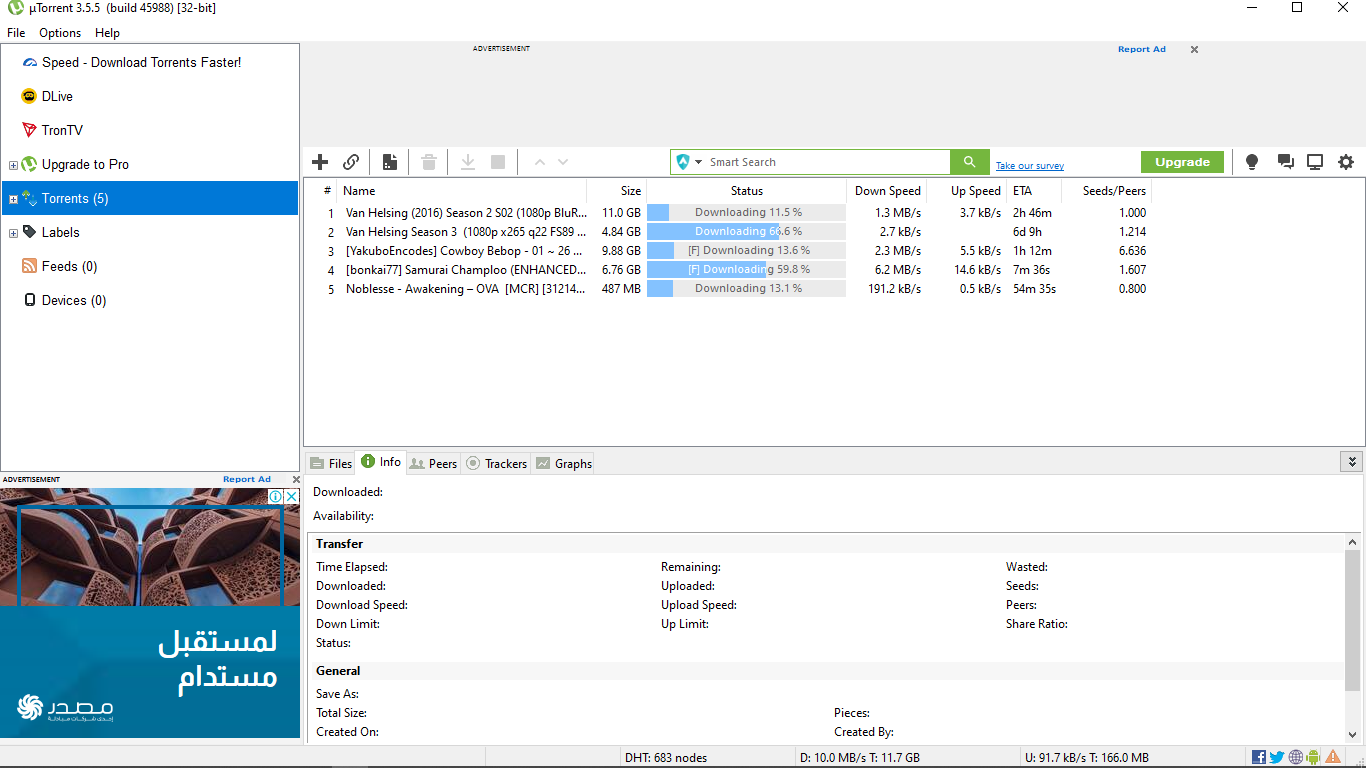 µTorrent 3.5.5 (build 45988) [32-bit]
File Options Help
Speed - Download Torrents Faster!
DLive
TronTV
Upgrade to Pro
Torrents (5)
Labels
Feeds (0)
Devices (0)
ADVERTISEMENT Report Ad
Smart Search Take our survey Upgrade
# Name Size Status Down Speed Up Speed ETA Seeds/Peers
1 Van Helsing (2016) Season 2 S02 (1080p BluR... 11.0 GB Downloading 11.5 % 1.3 MB/s 3.7 kB/s 2h 46m 1.000
2 Van Helsing Season 3 (1080p x265 q22 FS89 ... 4.84 GB Downloading 66.6 % 2.7 kB/s 6d 9h 1.214
3 [YakuboEncodes] Cowboy Bebop - 01 ~ 26 ... 9.88 GB [F] Downloading 13.6 % 2.3 MB/s 5.5 kB/s 1h 12m 6.636
4 [bonkai77] Samurai Champloo (ENHANCED... 6.76 GB [F] Downloading 59.8 % 6.2 MB/s 14.6 kB/s 7m 36s 1.607
5 Noblesse - Awakening – OVA [MCR] [31214... 487 MB Downloading 13.1 % 191.2 kB/s 0.5 kB/s 54m 35s 0.800
Files Info Peers Trackers Graphs
Downloaded:
Availability:
Transfer
Time Elapsed: Remaining: Wasted:
Downloaded: Uploaded: Seeds:
Download Speed: Upload Speed: Peers:
Down Limit: Up Limit: Share Ratio:
Status:
General
Save As:
Total Size: Pieces:
Created On: Created By:
ADVERTISEMENT Report Ad
لمستقبل
مستدام
مصدر
إحدى شركات مبادلة
DHT: 683 nodes D: 10.0 MB/s T: 11.7 GB U: 91.7 kB/s T: 166.0 MB